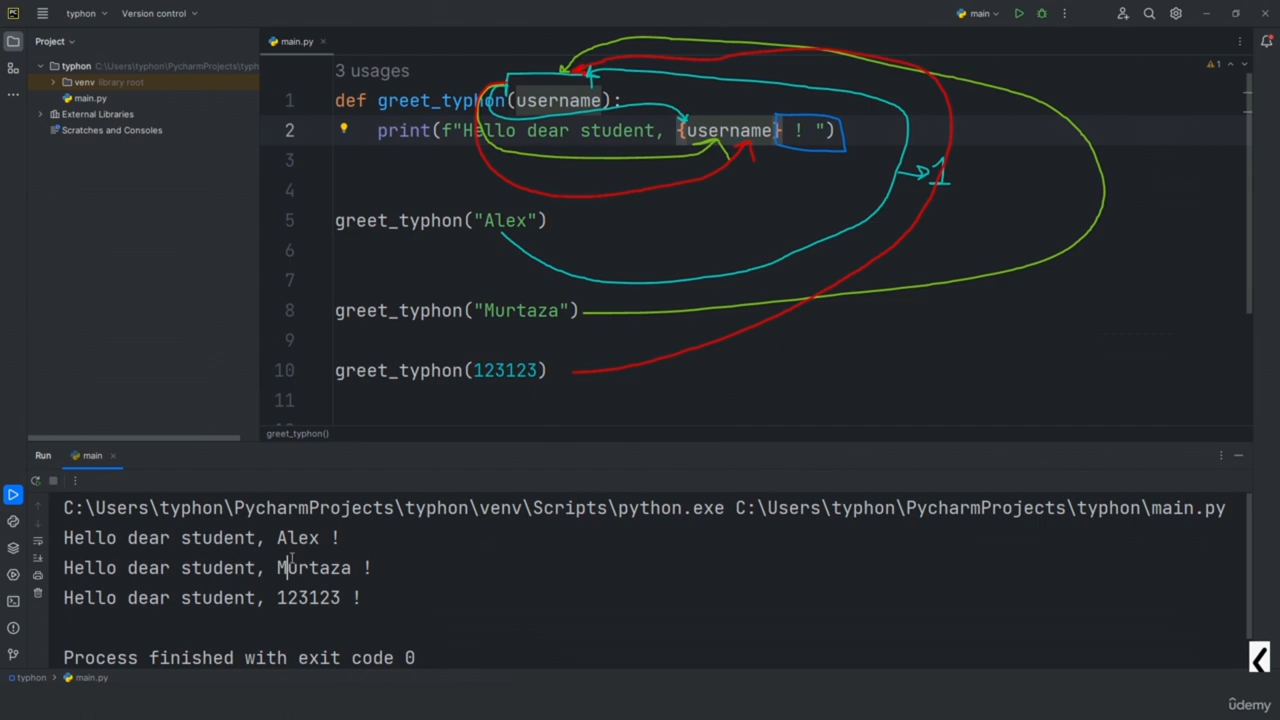 PC typhon Version control main
Project
main.py
typhon C:\Users\typhon\PycharmProjects\typh
venv library root
main.py
External Libraries
Scratches and Consoles
3 usages
1
1 def greet_typhon(username):
2 print(f"Hello dear student, {username} ! ")
1
3
4
5 greet_typhon("Alex")
6
7
8 greet_typhon("Murtaza")
9
10 greet_typhon(123123)
11
greet_typhon()
Run main
C:\Users\typhon\PycharmProjects\typhon\venv\Scripts\python.exe C:\Users\typhon\PycharmProjects\typhon\main.py
Hello dear student, Alex !
Hello dear student, Murtaza !
Hello dear student, 123123 !
Process finished with exit code 0
typhon > main.py
ûdemy